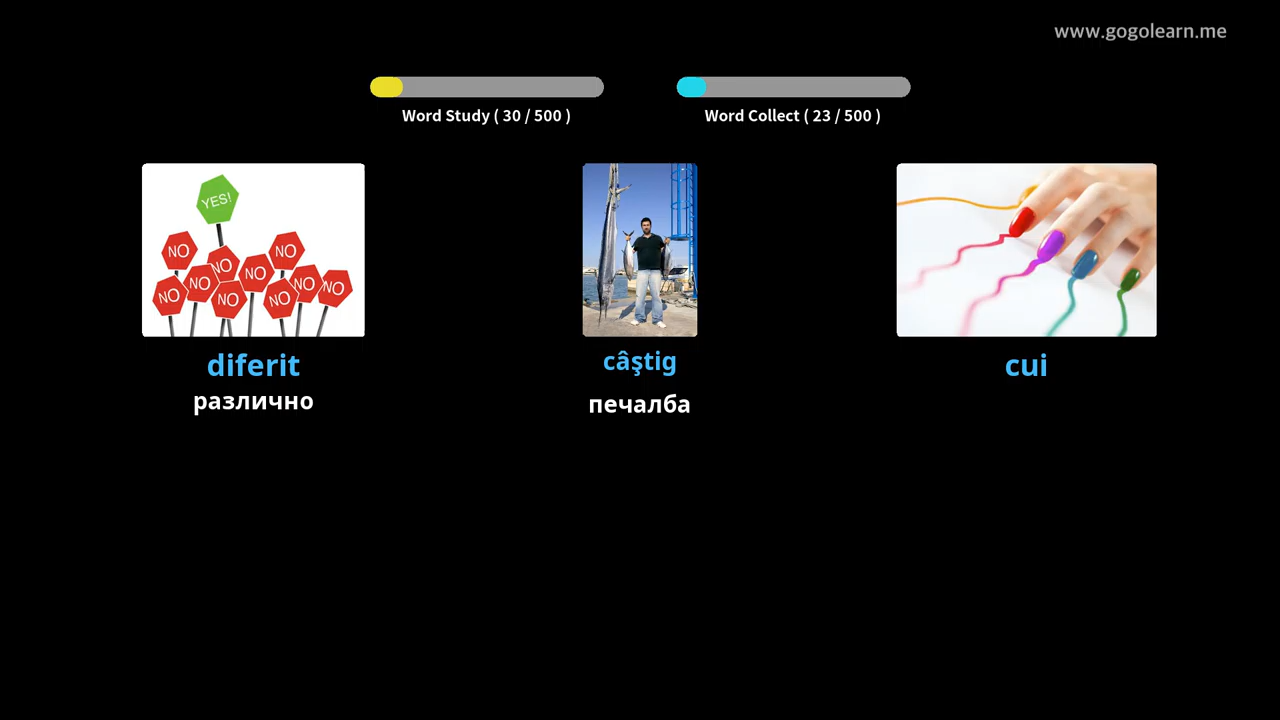 www.gogolearn.me
Word Study ( 30 / 500 )
Word Collect ( 23 / 500 )
YES!
NO
NO
NO
NO
NO
NO
NO
NO
NO
NO
diferit
câştig
cui
различно
печалба